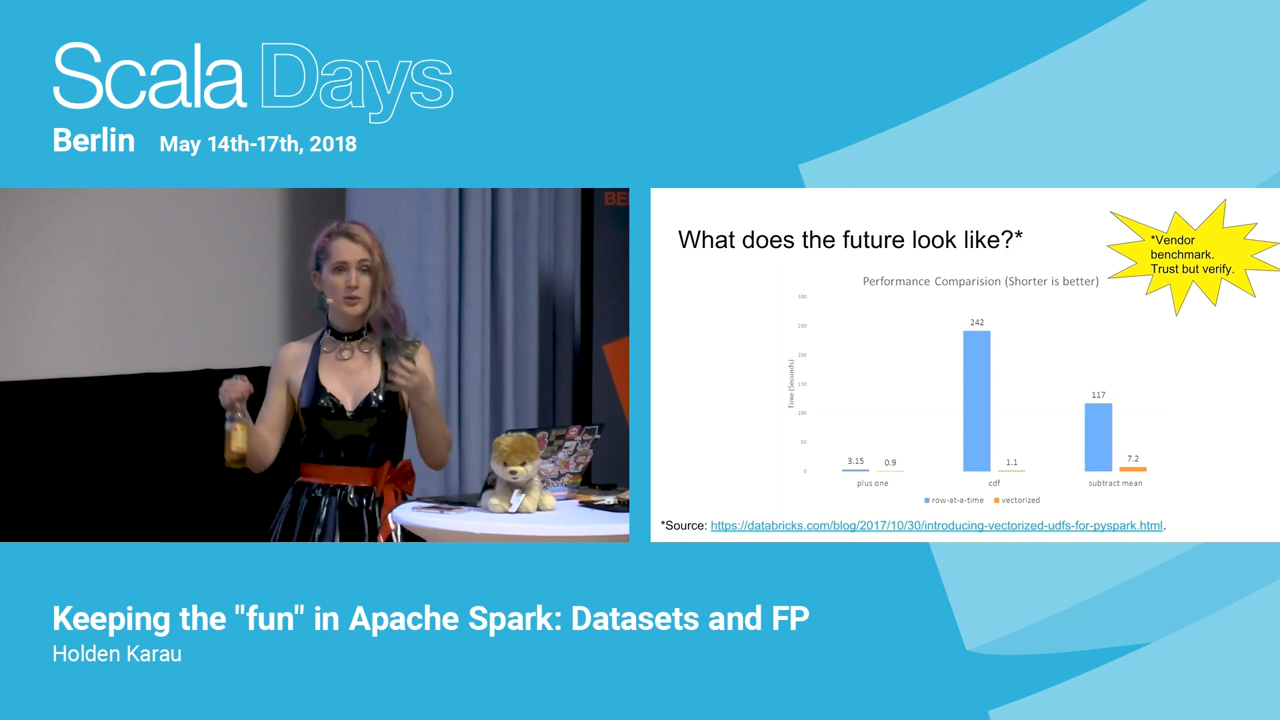 Scala Days
Berlin May 14th-17th, 2018
BE
What does the future look like?*
*Vendor
benchmark.
Trust but verify.
Performance Comparision (Shorter is better)
Time (Seconds)
300
250
200
150
100
50
0
3.15
0.9
242
1.1
117
7.2
plus one
cdf
subtract mean
row-at-a-time
vectorized
*Source: https://databricks.com/blog/2017/10/30/introducing-vectorized-udfs-for-pyspark.html.
Keeping the "fun" in Apache Spark: Datasets and FP
Holden Karau